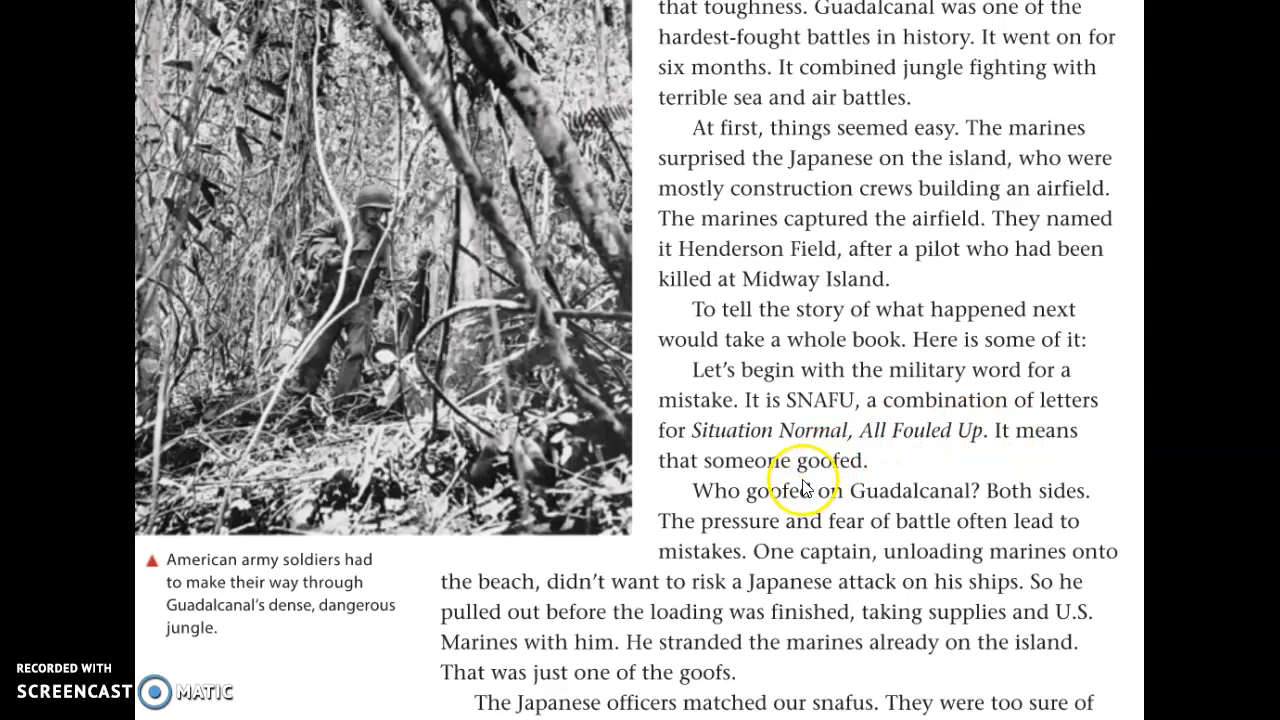 that toughness. Guadalcanal was one of the
hardest-fought battles in history. It went on for
six months. It combined jungle fighting with
terrible sea and air battles.
At first, things seemed easy. The marines
surprised the Japanese on the island, who were
mostly construction crews building an airfield.
The marines captured the airfield. They named
it Henderson Field, after a pilot who had been
killed at Midway Island.
To tell the story of what happened next
would take a whole book. Here is some of it:
Let's begin with the military word for a
mistake. It is SNAFU, a combination of letters
for Situation Normal, All Fouled Up. It means
that someone goofed.
Who goofed on Guadalcanal? Both sides.
The pressure and fear of battle often lead to
mistakes. One captain, unloading marines onto
the beach, didn't want to risk a Japanese attack on his ships. So he
pulled out before the loading was finished, taking supplies and U.S.
Marines with him. He stranded the marines already on the island.
That was just one of the goofs.
The Japanese officers matched our snafus. They were too sure of
American army soldiers had
to make their way through
Guadalcanal's dense, dangerous
jungle.
RECORDED WITH
SCREENCAST MATIC